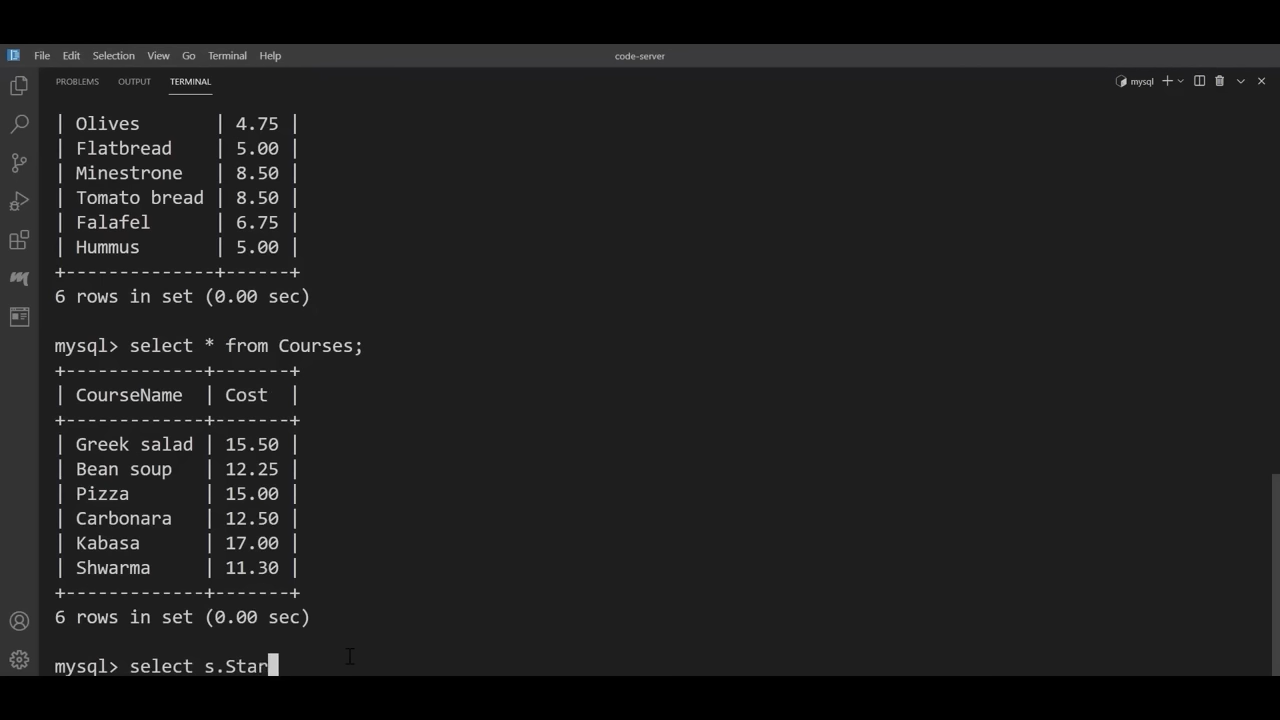 File Edit Selection View Go Terminal Help code-server
PROBLEMS OUTPUT TERMINAL mysql
| Olives       | 4.75 |
| Flatbread    | 5.00 |
| Minestrone   | 8.50 |
| Tomato bread | 8.50 |
| Falafel      | 6.75 |
| Hummus       | 5.00 |
+--------------+------+
6 rows in set (0.00 sec)
mysql> select * from Courses;
+-------------+-------+
| CourseName  | Cost  |
+-------------+-------+
| Greek salad | 15.50 |
| Bean soup   | 12.25 |
| Pizza       | 15.00 |
| Carbonara   | 12.50 |
| Kabasa      | 17.00 |
| Shwarma     | 11.30 |
+-------------+-------+
6 rows in set (0.00 sec)
mysql> select s.Star